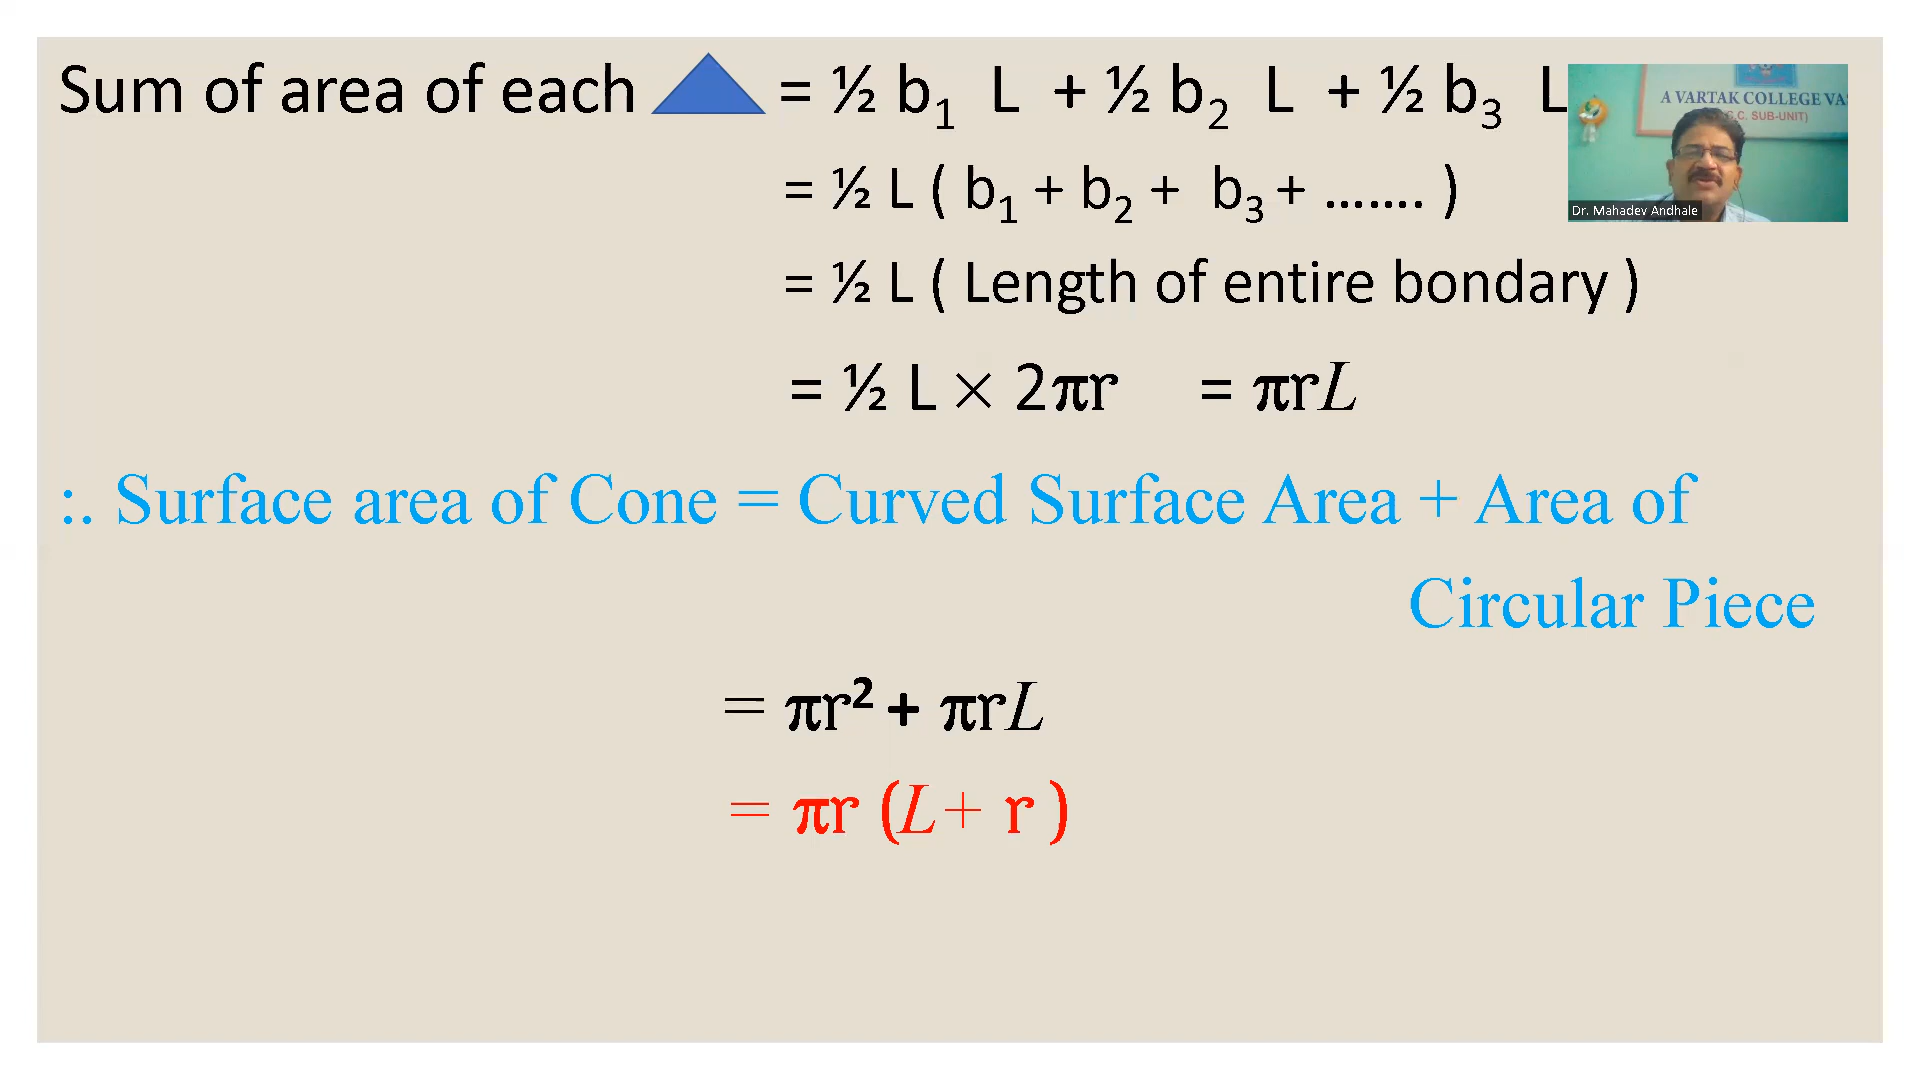 Sum of area of each = ½ b₁ L + ½ b₂ L + ½ b₃ L
A VARTAK COLLEGE VAS
C. SUB-UNIT)
Dr. Mahadev Andhale
= ½ L ( b₁ + b₂ + b₃ + ....... )
= ½ L ( Length of entire bondary )
= ½ L × 2πr = πrL
:. Surface area of Cone = Curved Surface Area + Area of
Circular Piece
= πr² + πrL
= πr (L + r )